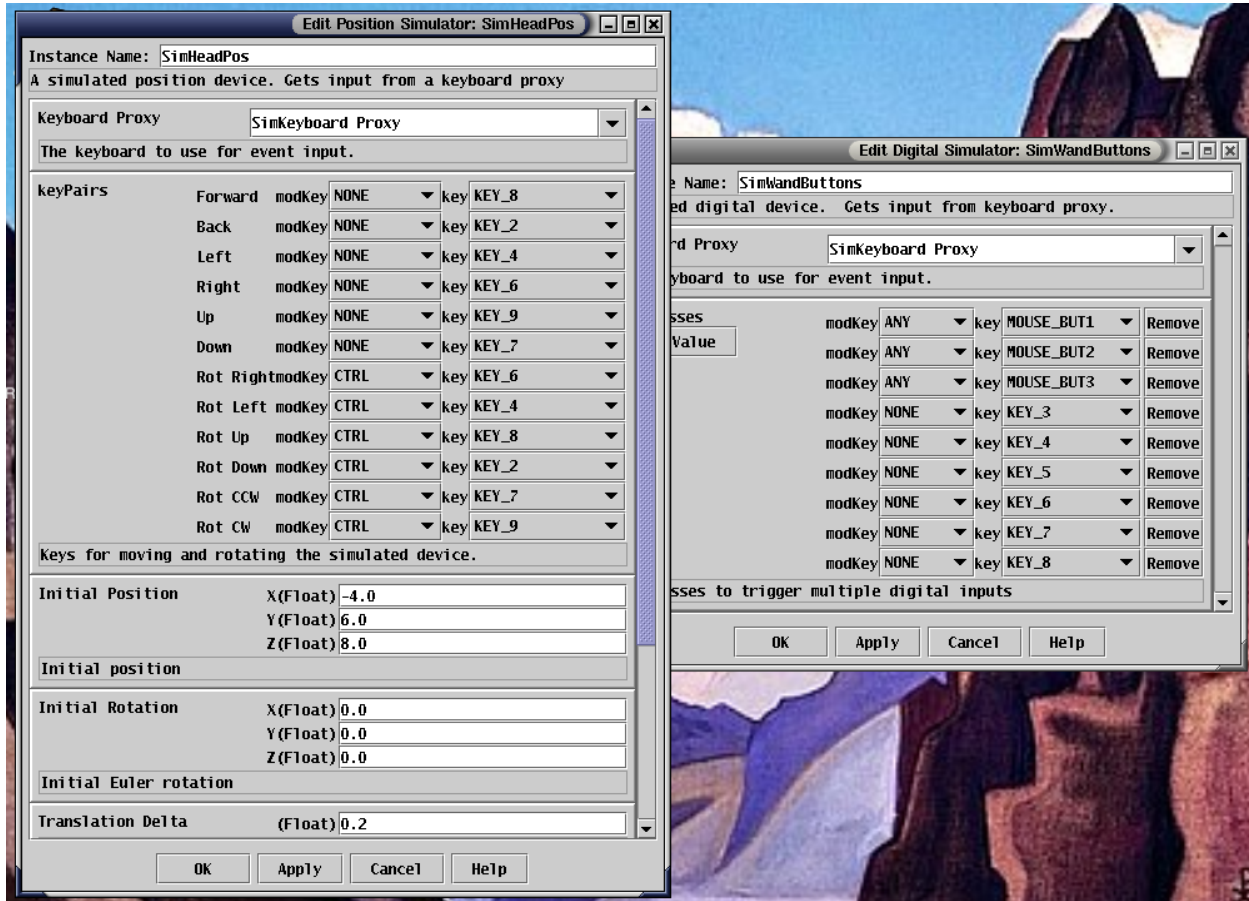 Edit Position Simulator: SimHeadPos
Instance Name: SimHeadPos
A simulated position device. Gets input from a keyboard proxy
Keyboard Proxy SimKeyboard Proxy
The keyboard to use for event input.
keyPairs Forward modKey NONE key KEY_8
Back modKey NONE key KEY_2
Left modKey NONE key KEY_4
Right modKey NONE key KEY_6
Up modKey NONE key KEY_9
Down modKey NONE key KEY_7
Rot Right modKey CTRL key KEY_6
Rot Left modKey CTRL key KEY_4
Rot Up modKey CTRL key KEY_8
Rot Down modKey CTRL key KEY_2
Rot CCW modKey CTRL key KEY_7
Rot CW modKey CTRL key KEY_9
Keys for moving and rotating the simulated device.
Initial Position X(Float) -4.0
Y(Float) 6.0
Z(Float) 8.0
Initial position
Initial Rotation X(Float) 0.0
Y(Float) 0.0
Z(Float) 0.0
Initial Euler rotation
Translation Delta (Float) 0.2
OK Apply Cancel Help
Edit Digital Simulator: SimWandButtons
e Name: SimWandButtons
ed digital device. Gets input from keyboard proxy.
rd Proxy SimKeyboard Proxy
yboard to use for event input.
sses modKey ANY key MOUSE_BUT1 Remove
Value modKey ANY key MOUSE_BUT2 Remove
modKey ANY key MOUSE_BUT3 Remove
modKey NONE key KEY_3 Remove
modKey NONE key KEY_4 Remove
modKey NONE key KEY_5 Remove
modKey NONE key KEY_6 Remove
modKey NONE key KEY_7 Remove
modKey NONE key KEY_8 Remove
sses to trigger multiple digital inputs
OK Apply Cancel Help